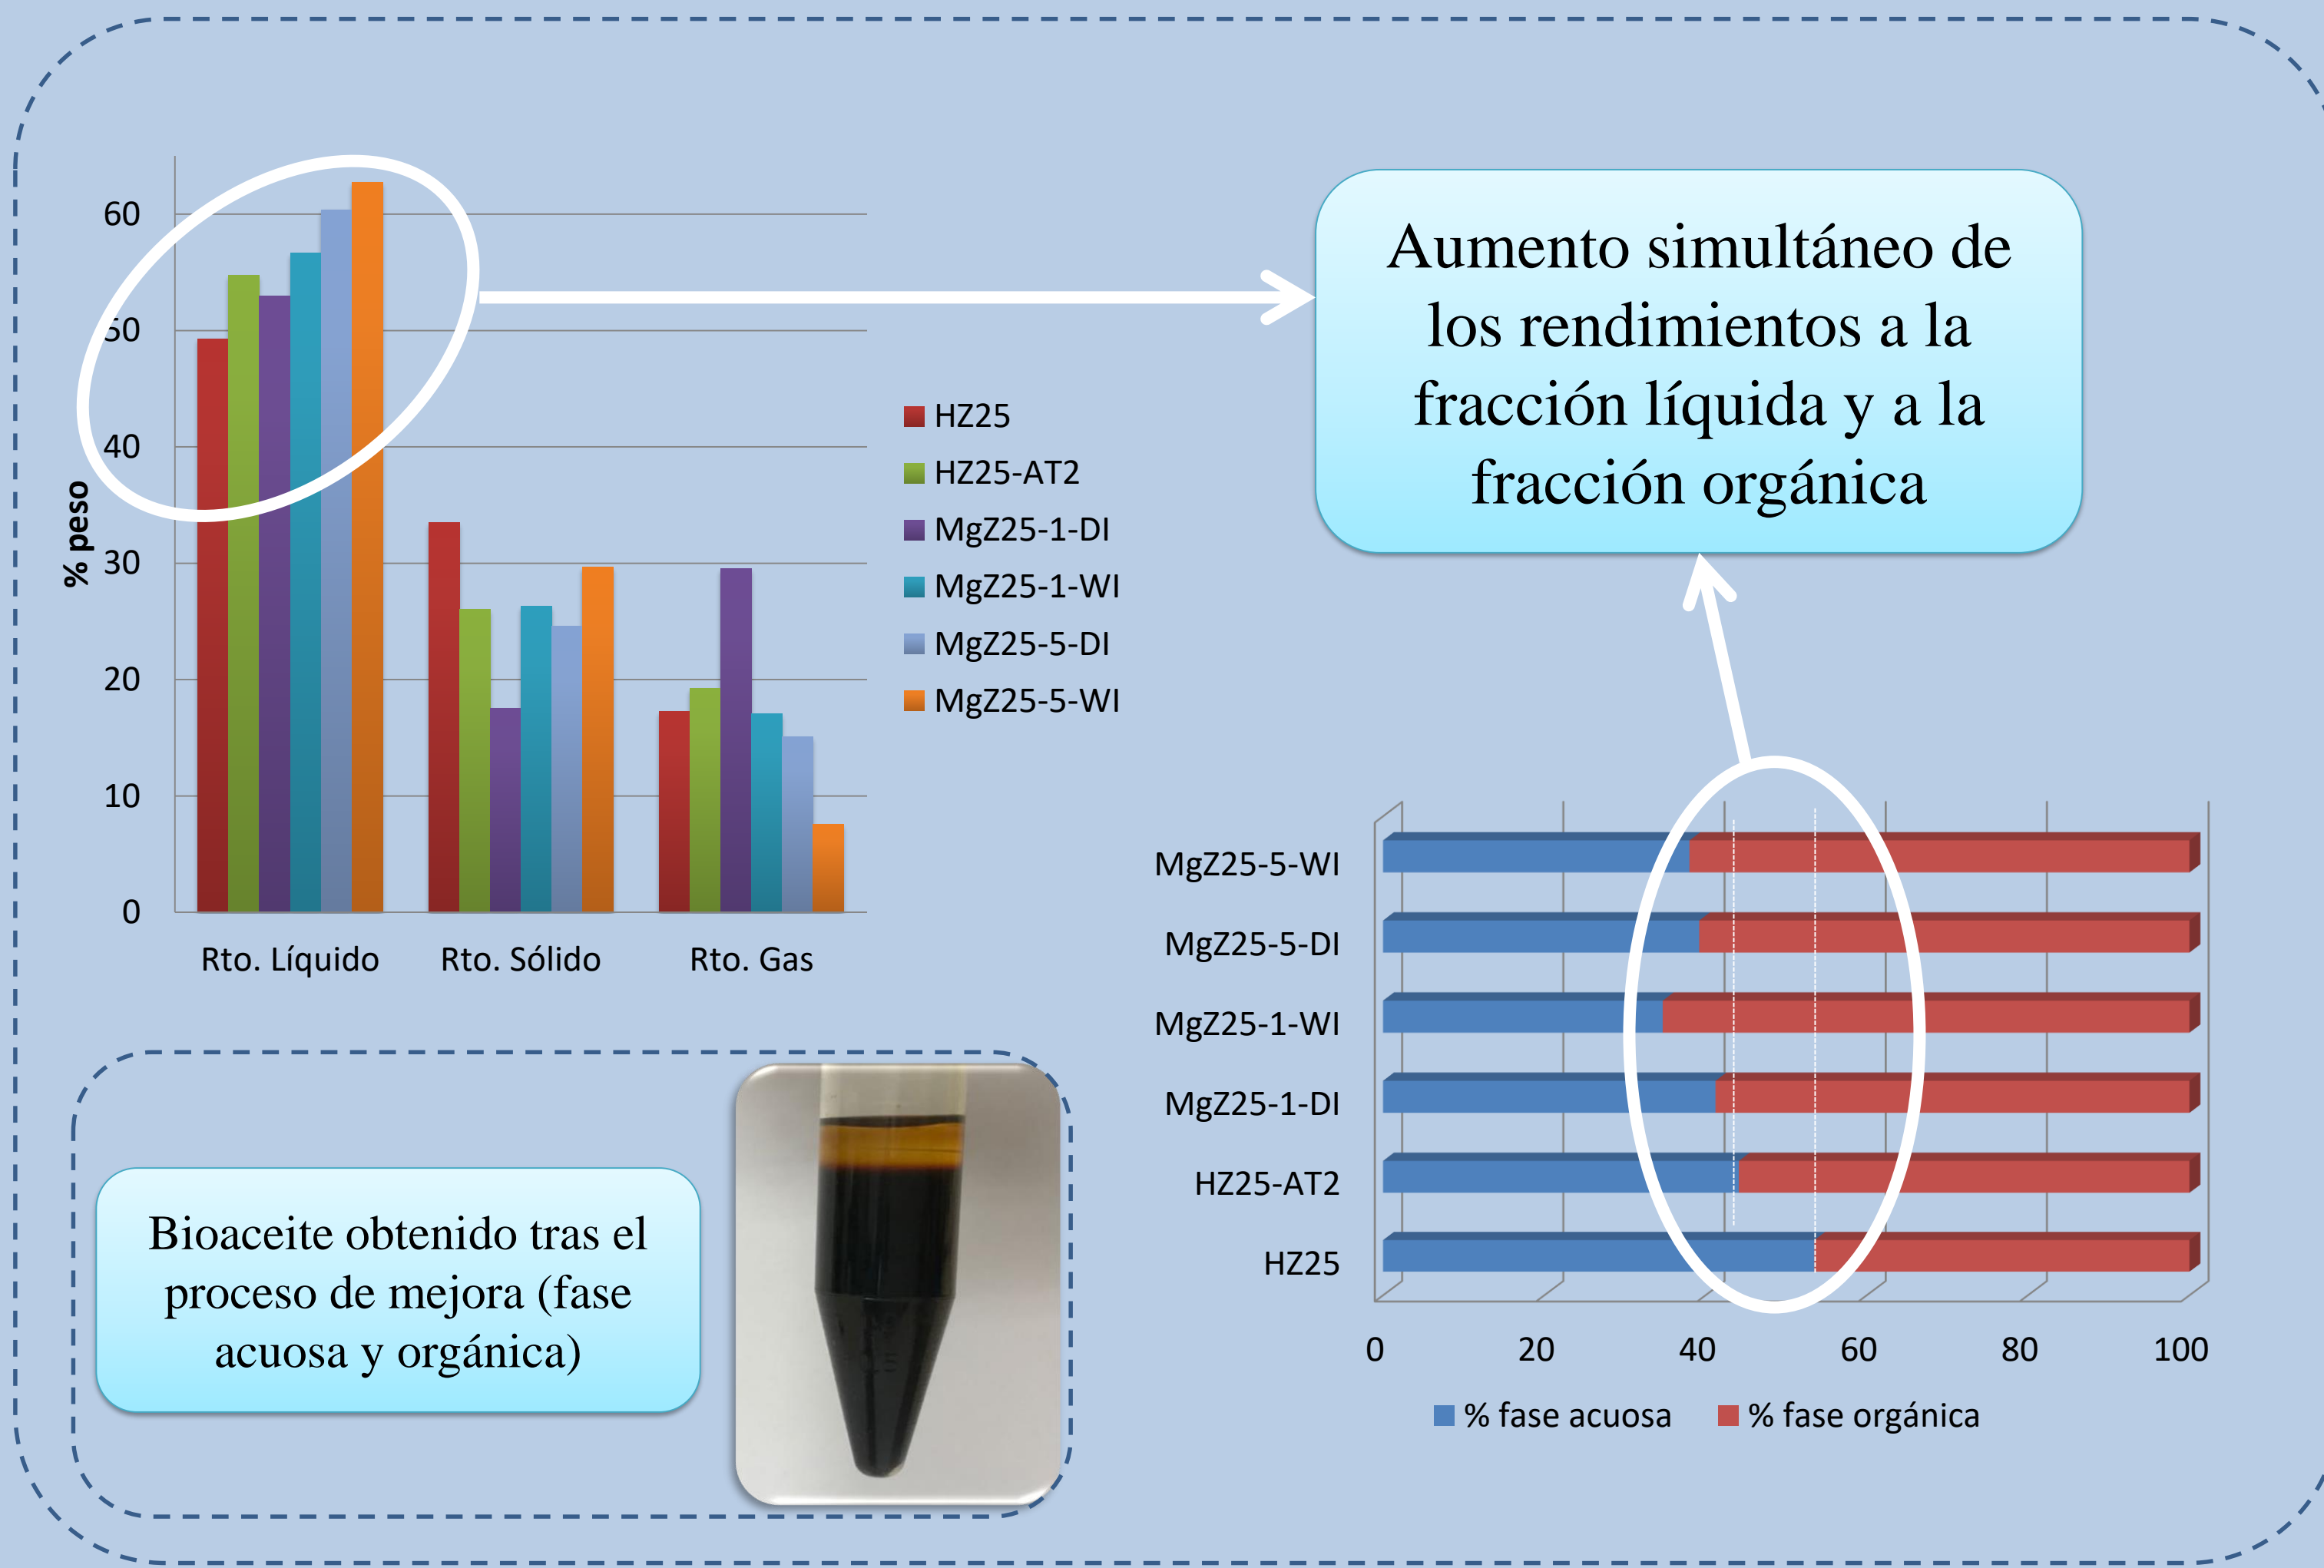 % peso
60
50
40
30
20
10
0
Rto. Líquido
Rto. Sólido
Rto. Gas
HZ25
HZ25-AT2
MgZ25-1-DI
MgZ25-1-WI
MgZ25-5-DI
MgZ25-5-WI
Aumento simultáneo de
los rendimientos a la
fracción líquida y a la
fracción orgánica
MgZ25-5-WI
MgZ25-5-DI
MgZ25-1-WI
MgZ25-1-DI
HZ25-AT2
HZ25
0
20
40
60
80
100
% fase acuosa
% fase orgánica
Bioaceite obtenido tras el
proceso de mejora (fase
acuosa y orgánica)